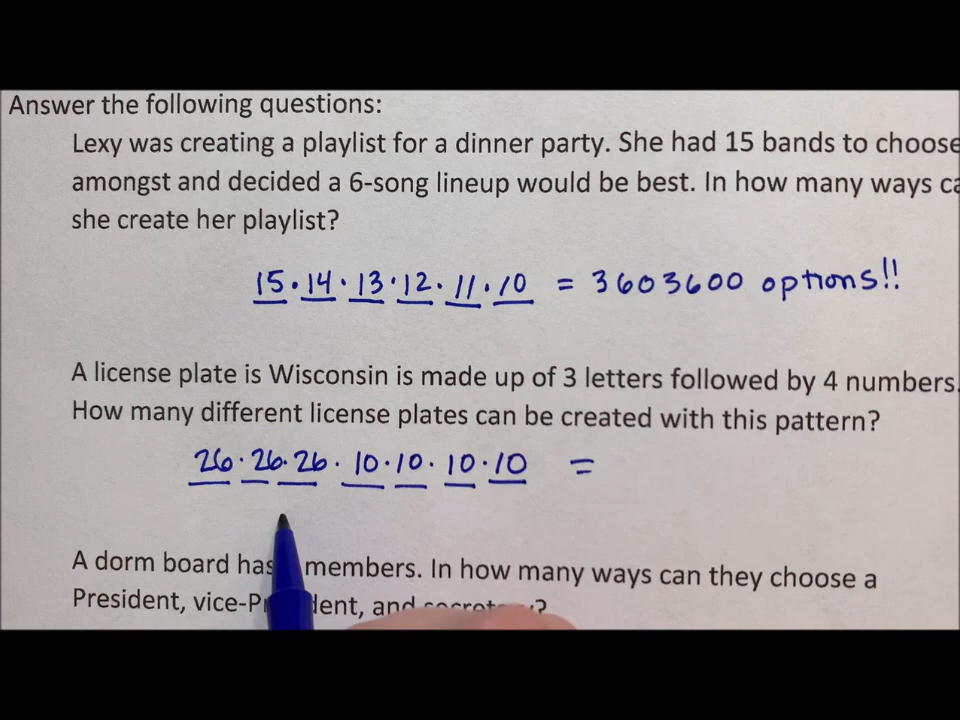 Answer the following questions:
Lexy was creating a playlist for a dinner party. She had 15 bands to choose
amongst and decided a 6-song lineup would be best. In how many ways
she create her playlist?
15 · 14 · 13 · 12 · 11 · 10 = 3603600 options!!
A license plate is Wisconsin is made up of 3 letters followed by 4 numbers.
How many different license plates can be created with this pattern?
26 · 26 · 26 · 10 · 10 · 10 · 10 =
A dorm board has members. In how many ways can they choose a
President, and